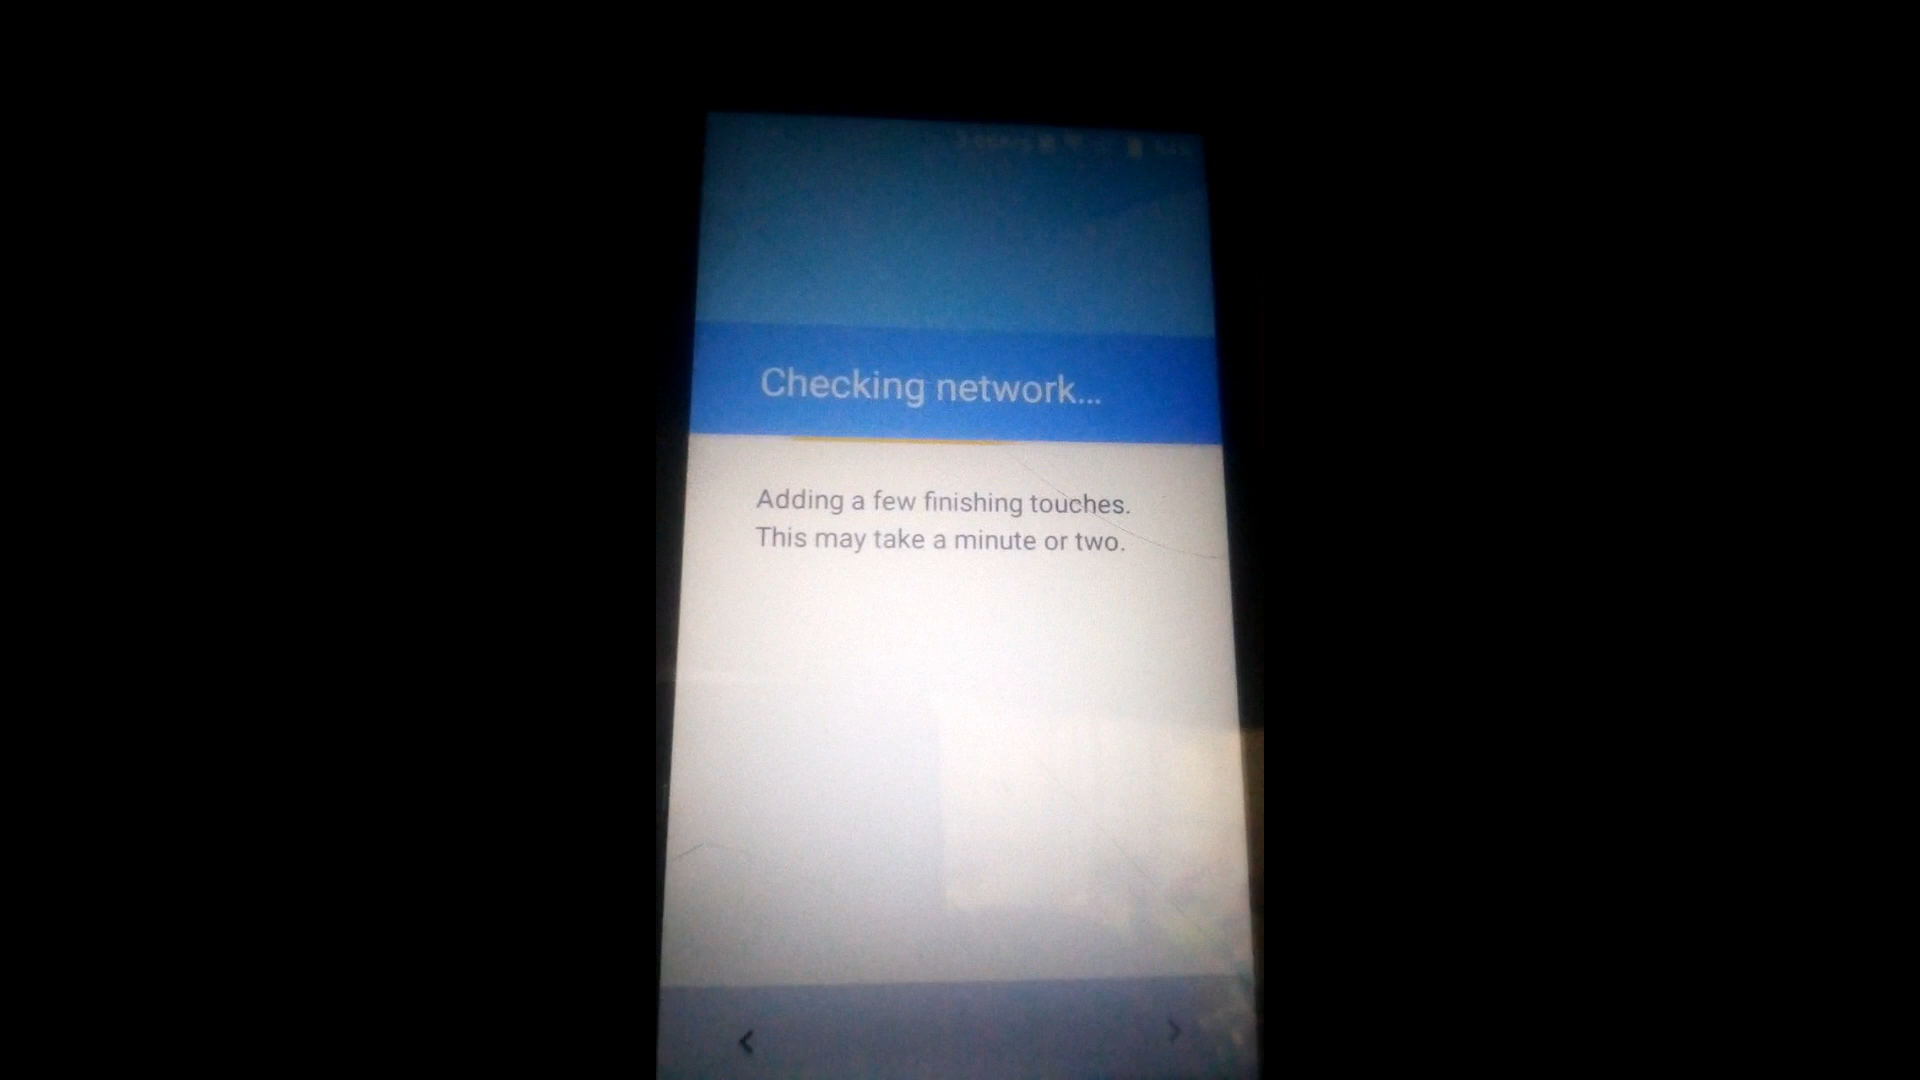 Checking network...
Adding a few finishing touches.
This may take a minute or two.